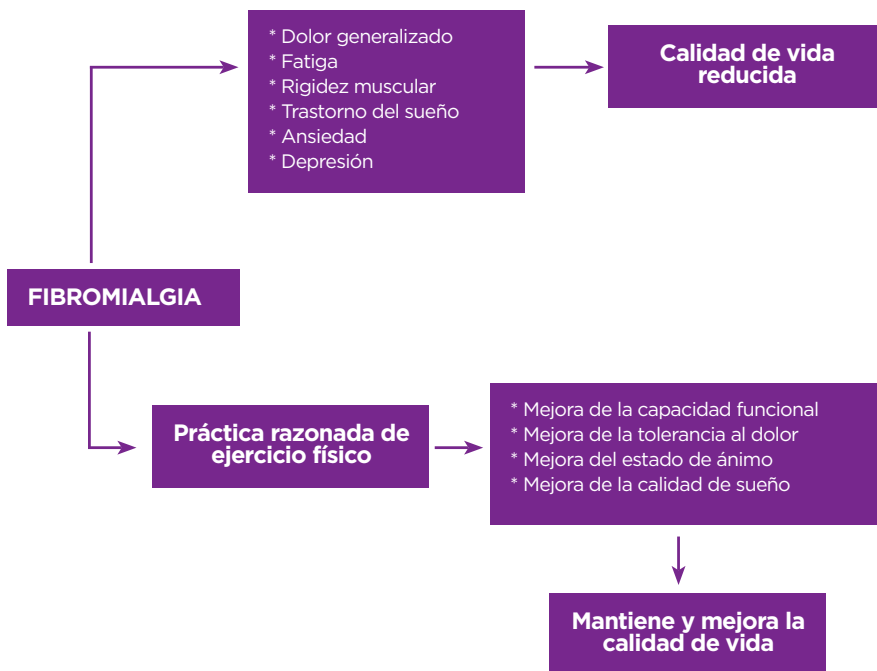 * Dolor generalizado
* Fatiga
* Rigidez muscular
* Trastorno del sueño
* Ansiedad
* Depresión
Calidad de vida
reducida
FIBROMIALGIA
Práctica razonada de
ejercicio físico
* Mejora de la capacidad funcional
* Mejora de la tolerancia al dolor
* Mejora del estado de ánimo
* Mejora de la calidad de sueño
Mantiene y mejora la
calidad de vida